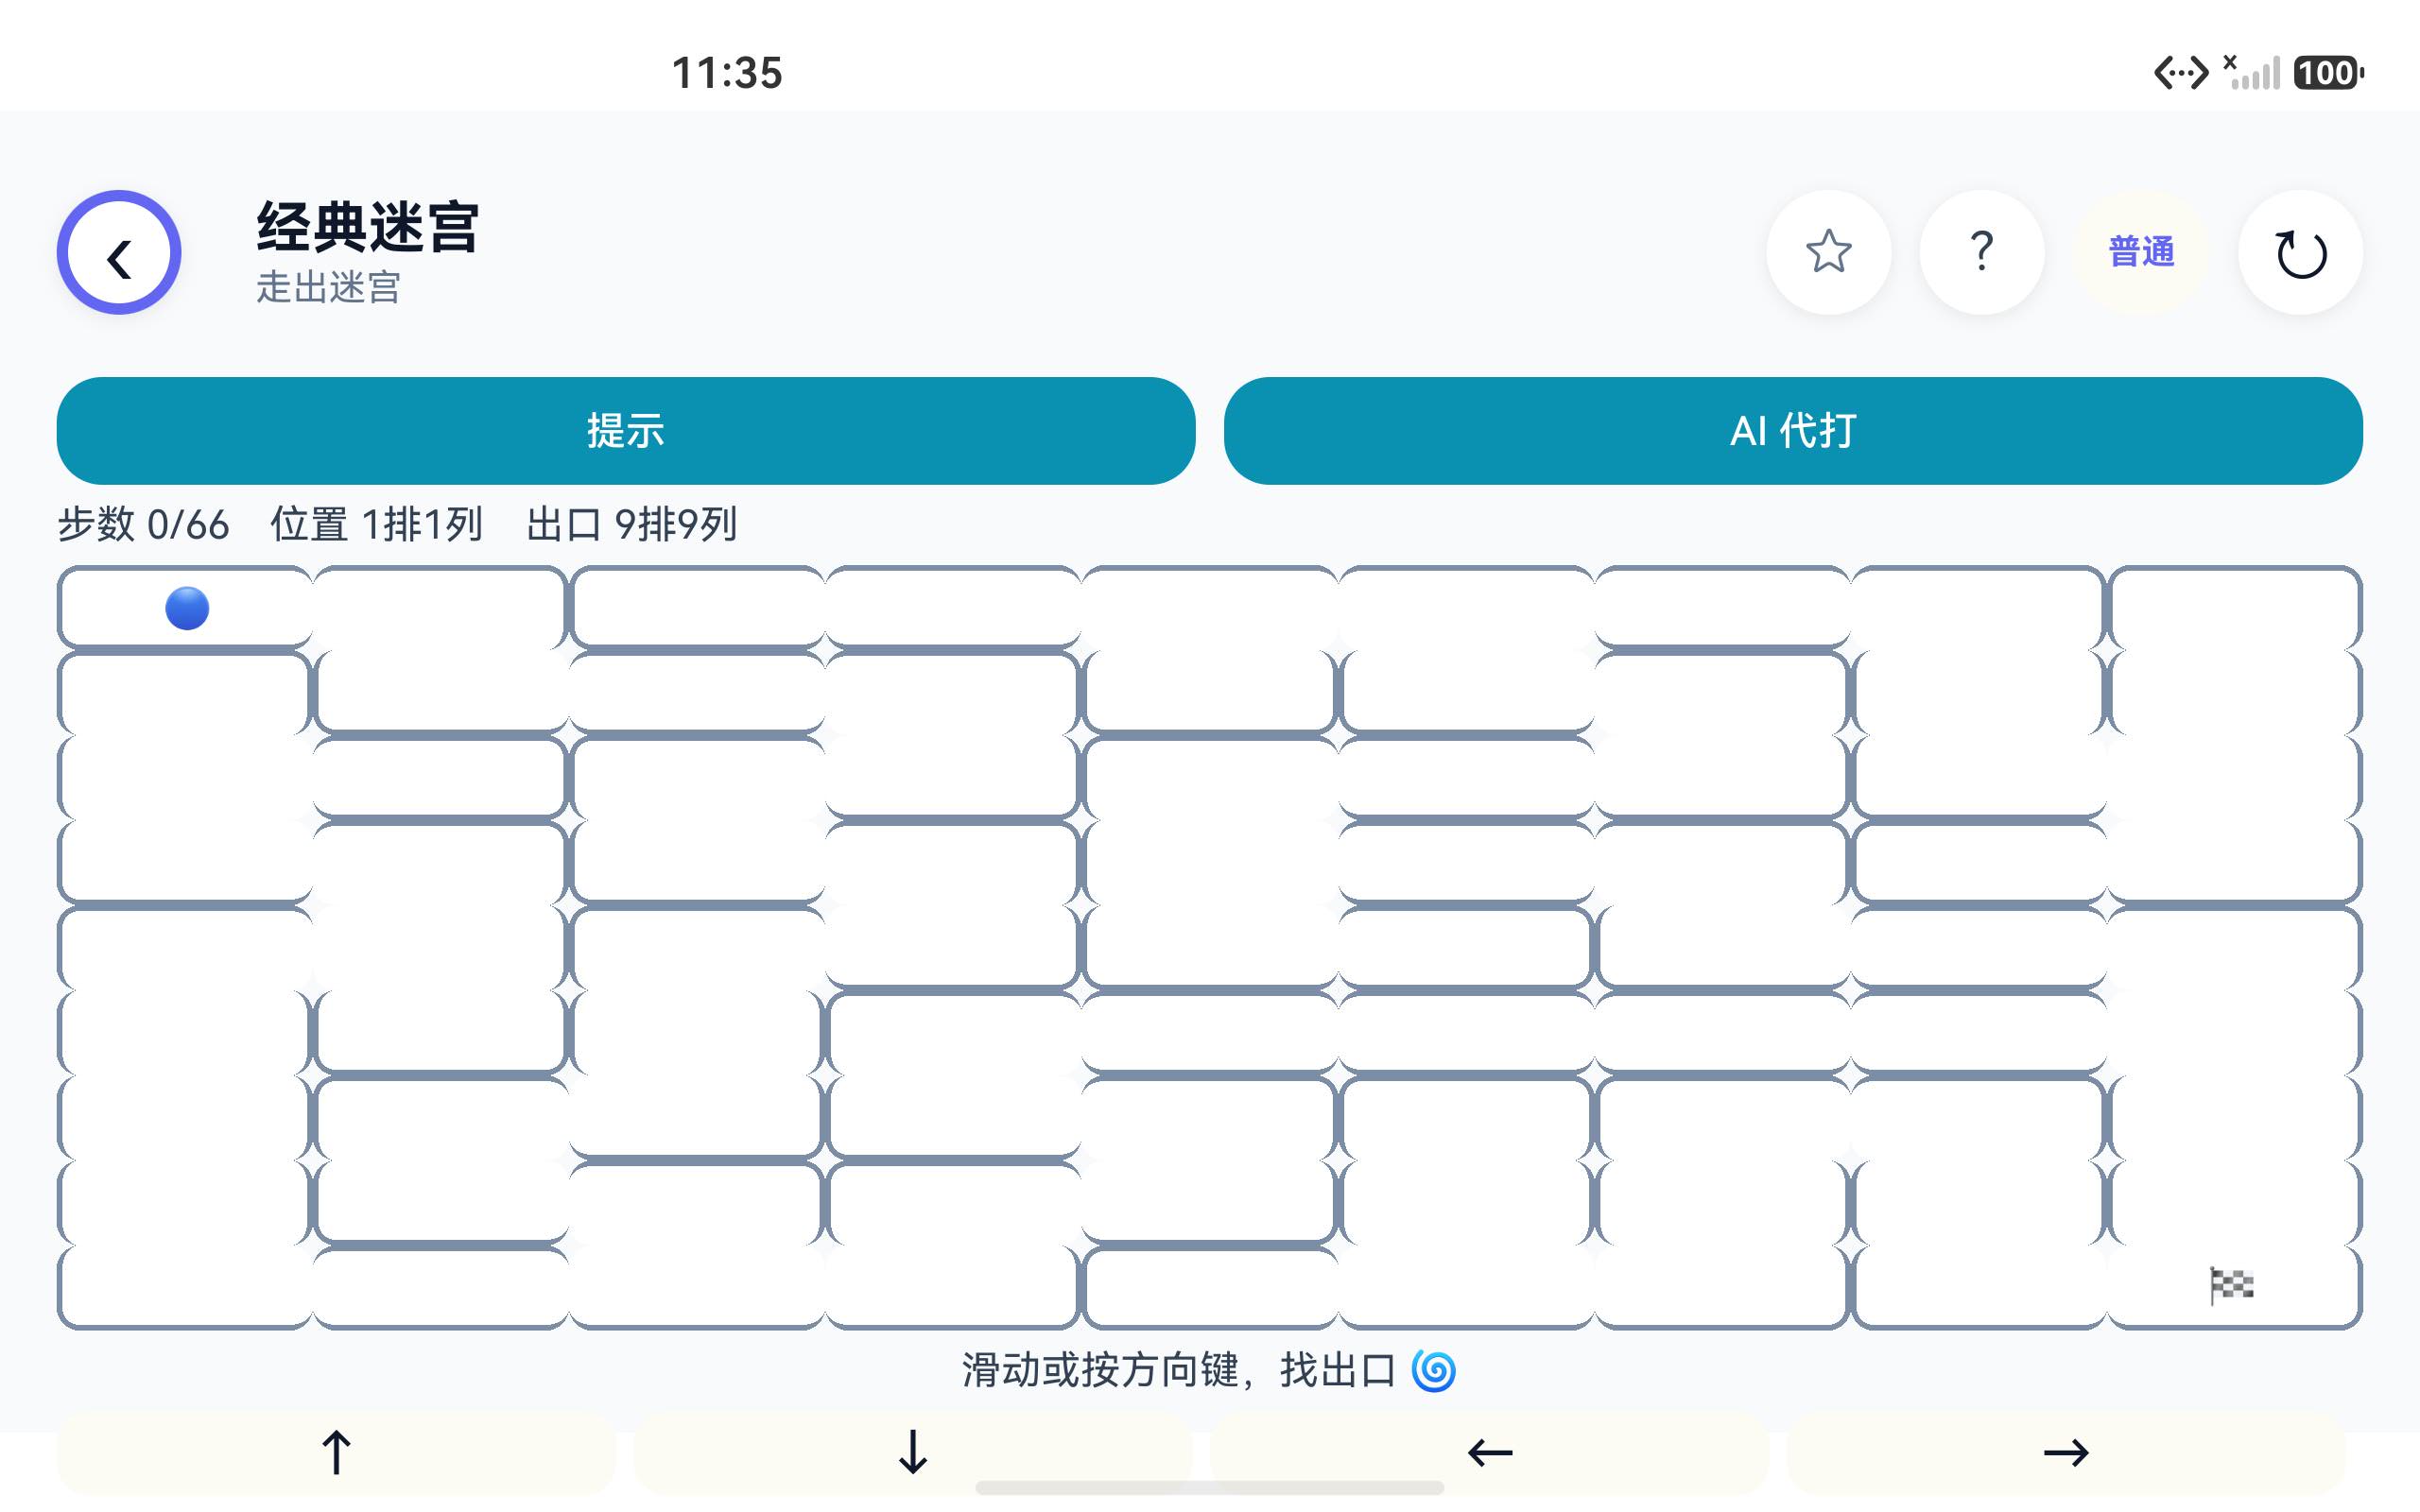 11:35
100
经典迷宫
走出迷宫
?
普通
提示
AI 代打
步数 0/66 位置 1排1列 出口 9排9列
滑动或按方向键，找出口
↑ ↓ ← →